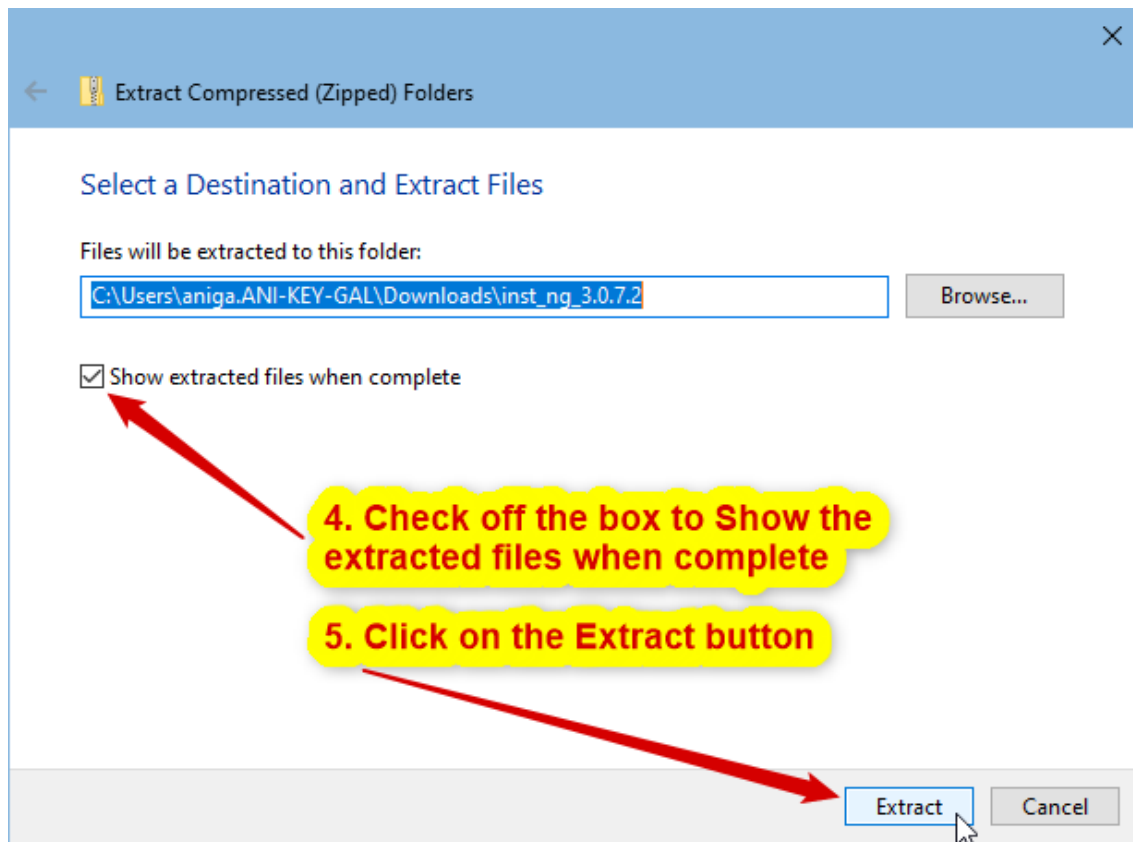 Extract Compressed (Zipped) Folders
Select a Destination and Extract Files
Files will be extracted to this folder:
C:\Users\aniga.ANI-KEY-GAL\Downloads\inst_ng_3.0.7.2
Browse...
Show extracted files when complete
4. Check off the box to Show the
extracted files when complete
5. Click on the Extract button
Extract
Cancel